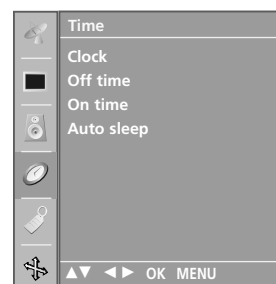 Time
Clock
Off time
On time
Auto sleep
▲▼ ◄► OK MENU